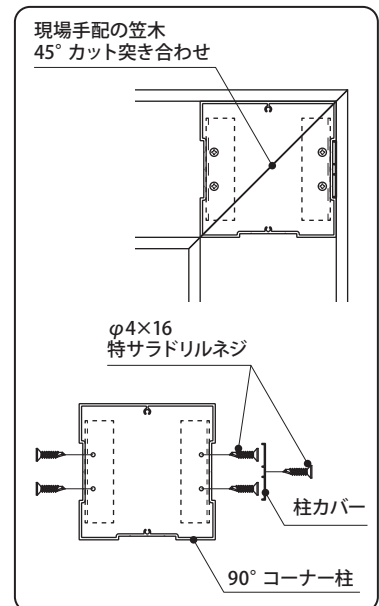 現場手配の笠木
45° カット突き合わせ
φ4×16
特サラドリルネジ
柱カバー
90° コーナー柱